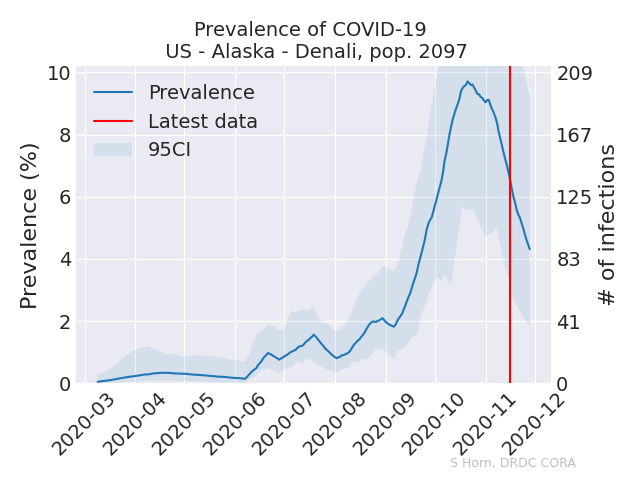 Prevalence of COVID-19
US - Alaska - Denali, pop. 2097
Prevalence
Latest data
95CI
Prevalence (%)
10
8
6
4
2
0
209
167
125
83
41
0
# of infections
2020-03
2020-04
2020-05
2020-06
2020-07
2020-08
2020-09
2020-10
2020-11
2020-12
S Horn, DRDC CORA